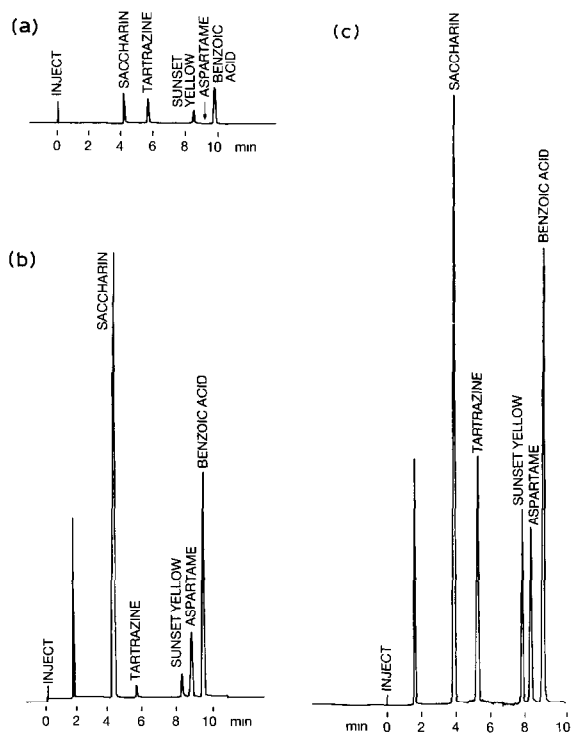 (a)
INJECT
SACCHARIN
TARTRAZINE
SUNSET
YELLOW
ASPARTAME
BENZOIC
ACID
0 2 4 6 8 10 min
(b)
INJECT
SACCHARIN
TARTRAZINE
SUNSET YELLOW
ASPARTAME
BENZOIC ACID
0 2 4 6 8 10 min
(c)
INJECT
SACCHARIN
TARTRAZINE
SUNSET YELLOW
ASPARTAME
BENZOIC ACID
min 0 2 4 6 8 10